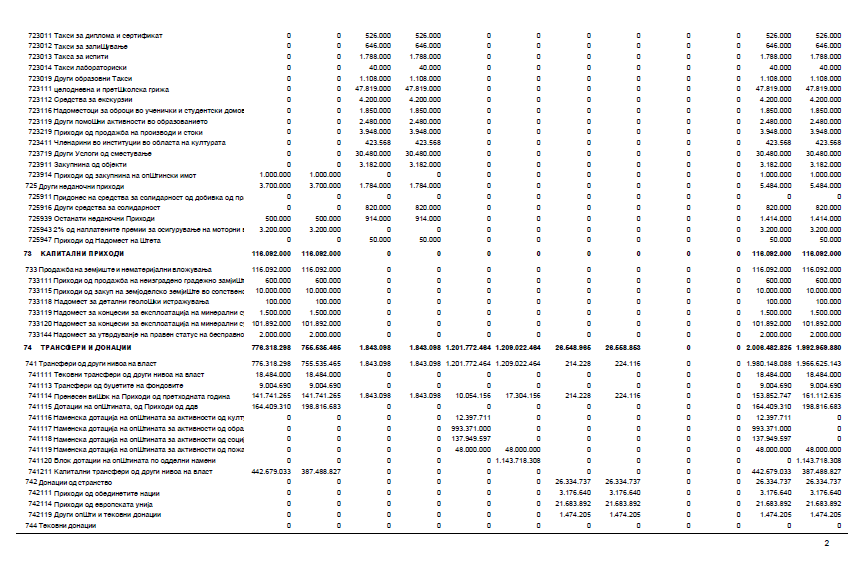 723011 Такси за диплома и сертификат 0 0 526.000 526.000 0 0 0 0 0 0 526.000 526.000
723012 Такси за запиШување 0 0 646.000 646.000 0 0 0 0 0 0 646.000 646.000
723013 Такса за испити 0 0 1.788.000 1.788.000 0 0 0 0 0 0 1.788.000 1.788.000
723014 Такси лабораториски 0 0 40.000 40.000 0 0 0 0 0 0 40.000 40.000
723019 Други образовни Такси 0 0 1.108.000 1.108.000 0 0 0 0 0 0 1.108.000 1.108.000
723111 целодневна и претШколска грижа 0 0 47.819.000 47.819.000 0 0 0 0 0 0 47.819.000 47.819.000
723112 Средства за екскурзии 0 0 4.200.000 4.200.000 0 0 0 0 0 0 4.200.000 4.200.000
723116 Надоместоци за оброци во ученички и студентски домов 0 0 1.850.000 1.850.000 0 0 0 0 0 0 1.850.000 1.850.000
723119 Други помоШни активности во образованието 0 0 2.480.000 2.480.000 0 0 0 0 0 0 2.480.000 2.480.000
723219 Приходи од продажба на производи и стоки 0 0 3.948.000 3.948.000 0 0 0 0 0 0 3.948.000 3.948.000
723411 Членарини во институции во областа на културата 0 0 423.568 423.568 0 0 0 0 0 0 423.568 423.568
723719 Други Услоги од сместување 0 0 30.480.000 30.480.000 0 0 0 0 0 0 30.480.000 30.480.000
723911 Закупнина од објекти 0 0 3.182.000 3.182.000 0 0 0 0 0 0 3.182.000 3.182.000
723914 Приходи од закупнина на опШтински имот 1.000.000 1.000.000 0 0 0 0 0 0 0 0 1.000.000 1.000.000
725 Други неданочни приходи 3.700.000 3.700.000 1.784.000 1.784.000 0 0 0 0 0 0 5.484.000 5.484.000
725911 Придонес на средства за солидарност од добивка од пр 0 0 0 0 0 0 0 0 0 0 0 0
725916 Други средства за солидарност 0 0 820.000 820.000 0 0 0 0 0 0 820.000 820.000
725939 Останати неданочни Приходи 500.000 500.000 914.000 914.000 0 0 0 0 0 0 1.414.000 1.414.000
725943 2% од наплатените премии за осигурување на моторни в 3.200.000 3.200.000 0 0 0 0 0 0 0 0 3.200.000 3.200.000
725947 Приходи од Надомест на Штета 0 0 50.000 50.000 0 0 0 0 0 0 50.000 50.000
73 КАПИТАЛНИ ПРИХОДИ 116.092.000 116.092.000 0 0 0 0 0 0 0 0 116.092.000 116.092.000
733 Продажба на земјиште и нематеријални вложувања 116.092.000 116.092.000 0 0 0 0 0 0 0 0 116.092.000 116.092.000
733111 Приходи од продажба на неизградено градежно замјиШт 600.000 600.000 0 0 0 0 0 0 0 0 600.000 600.000
733115 Приходи од закуп на земјоделско земјиШте во сопственос 10.000.000 10.000.000 0 0 0 0 0 0 0 0 10.000.000 10.000.000
733118 Надомест за детални геолоШки истражувања 100.000 100.000 0 0 0 0 0 0 0 0 100.000 100.000
733119 Надомест за концесии за експлоатација на минерални су 1.500.000 1.500.000 0 0 0 0 0 0 0 0 1.500.000 1.500.000
733120 Надомест за концесии за експлоатација на минерални су 101.892.000 101.892.000 0 0 0 0 0 0 0 0 101.892.000 101.892.000
733144 Надомест за утврдување на правен статус на бесправно 2.000.000 2.000.000 0 0 0 0 0 0 0 0 2.000.000 2.000.000
74 ТРАНСФЕРИ И ДОНАЦИИ 776.318.298 755.535.465 1.843.098 1.843.098 1.201.772.464 1.209.022.464 26.548.965 26.558.853 0 0 2.006.482.825 1.992.959.880
741 Трансфери од други нивоа на власт 776.318.298 755.535.465 1.843.098 1.843.098 1.201.772.464 1.209.022.464 214.228 224.116 0 0 1.980.148.088 1.966.625.143
741111 Тековни трансфери од други нивоа на власт 18.484.000 18.484.000 0 0 0 0 0 0 0 0 18.484.000 18.484.000
741113 Трансфери од буџетите на фондовите 9.004.690 9.004.690 0 0 0 0 0 0 0 0 9.004.690 9.004.690
741114 Пренесен виШок на Приходи од претходната година 141.741.265 141.741.265 1.843.098 1.843.098 10.054.156 17.304.156 214.228 224.116 0 0 153.852.747 161.112.635
741115 Дотации на опШтината, од Приходи од ддв 164.409.310 198.816.683 0 0 0 0 0 0 0 0 164.409.310 198.816.683
741116 Наменска дотација на опШтината за активности од култ 0 0 0 0 12.397.711 0 0 0 0 0 12.397.711 0
741117 Наменска дотација на опШтината за активности од обра 0 0 0 0 993.371.000 0 0 0 0 0 993.371.000 0
741118 Наменска дотација на опШтината за активности од соци 0 0 0 0 137.949.597 0 0 0 0 0 137.949.597 0
741119 Наменска дотација на опШтината за активности од пожа 0 0 0 0 48.000.000 48.000.000 0 0 0 0 48.000.000 48.000.000
741120 Блок дотации на опШтината по одделни намени 0 0 0 0 0 1.143.718.308 0 0 0 0 0 1.143.718.308
741211 Капитални трансфери од други нивоа на власт 442.679.033 387.488.827 0 0 0 0 0 0 0 0 442.679.033 387.488.827
742 Донации од странство 0 0 0 0 0 0 26.334.737 26.334.737 0 0 26.334.737 26.334.737
742111 Приходи од обединетите нации 0 0 0 0 0 0 3.176.640 3.176.640 0 0 3.176.640 3.176.640
742114 Приходи од европската унија 0 0 0 0 0 0 21.683.892 21.683.892 0 0 21.683.892 21.683.892
742119 Други опШти и тековни донации 0 0 0 0 0 0 1.474.205 1.474.205 0 0 1.474.205 1.474.205
744 Тековни донации 0 0 0 0 0 0 0 0 0 0 0 0
2